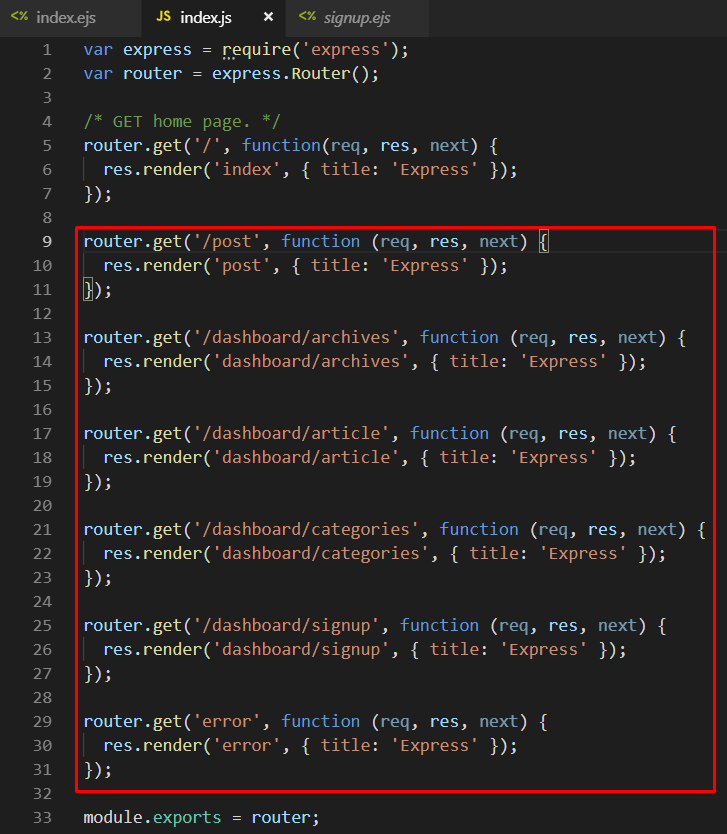 <% index.ejs JS index.js × <% signup.ejs
1 var express = require('express');
2 var router = express.Router();
3
4 /* GET home page. */
5 router.get('/', function(req, res, next) {
6   res.render('index', { title: 'Express' });
7 });
8
9 router.get('/post', function (req, res, next) {
10   res.render('post', { title: 'Express' });
11 });
12
13 router.get('/dashboard/archives', function (req, res, next) {
14   res.render('dashboard/archives', { title: 'Express' });
15 });
16
17 router.get('/dashboard/article', function (req, res, next) {
18   res.render('dashboard/article', { title: 'Express' });
19 });
20
21 router.get('/dashboard/categories', function (req, res, next) {
22   res.render('dashboard/categories', { title: 'Express' });
23 });
24
25 router.get('/dashboard/signup', function (req, res, next) {
26   res.render('dashboard/signup', { title: 'Express' });
27 });
28
29 router.get('error', function (req, res, next) {
30   res.render('error', { title: 'Express' });
31 });
32
33 module.exports = router;